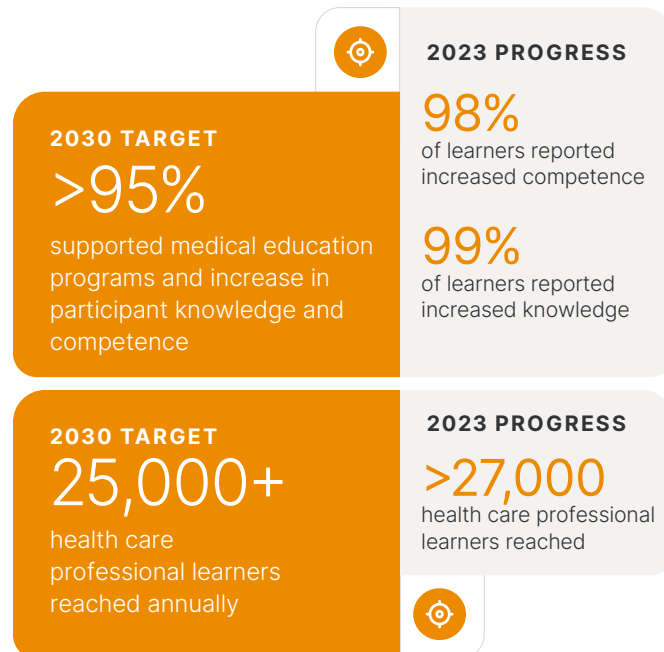 2030 TARGET
>95%
supported medical education
programs and increase in
participant knowledge and
competence
2023 PROGRESS
98%
of learners reported
increased competence
99%
of learners reported
increased knowledge
2030 TARGET
25,000+
health care
professional learners
reached annually
2023 PROGRESS
>27,000
health care professional
learners reached